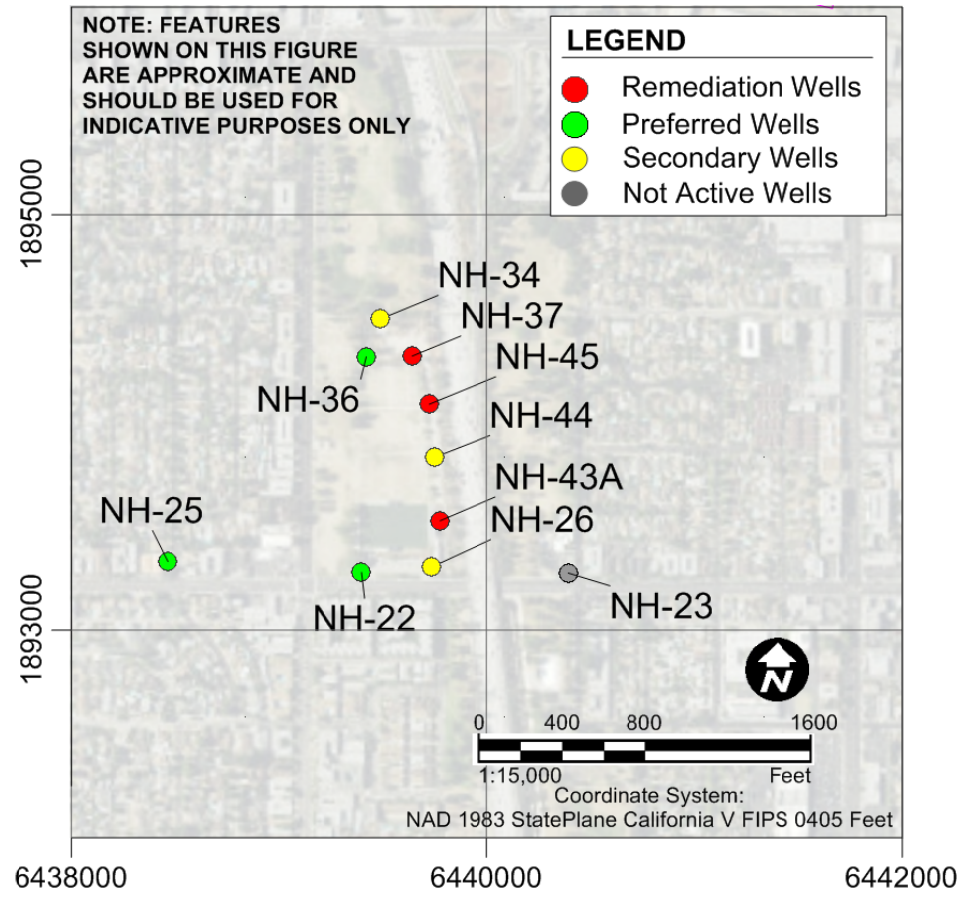 NOTE: FEATURES
SHOWN ON THIS FIGURE
ARE APPROXIMATE AND
SHOULD BE USED FOR
INDICATIVE PURPOSES ONLY
LEGEND
Remediation Wells
Preferred Wells
Secondary Wells
Not Active Wells
18950000
NH-34
NH-37
NH-45
NH-36
NH-44
NH-43A
NH-25
NH-26
NH-23
NH-22
1893000
N
0 400 800 1600
1:15,000 Feet
Coordinate System:
NAD 1983 StatePlane California V FIPS 0405 Feet
6438000 6440000 6442000